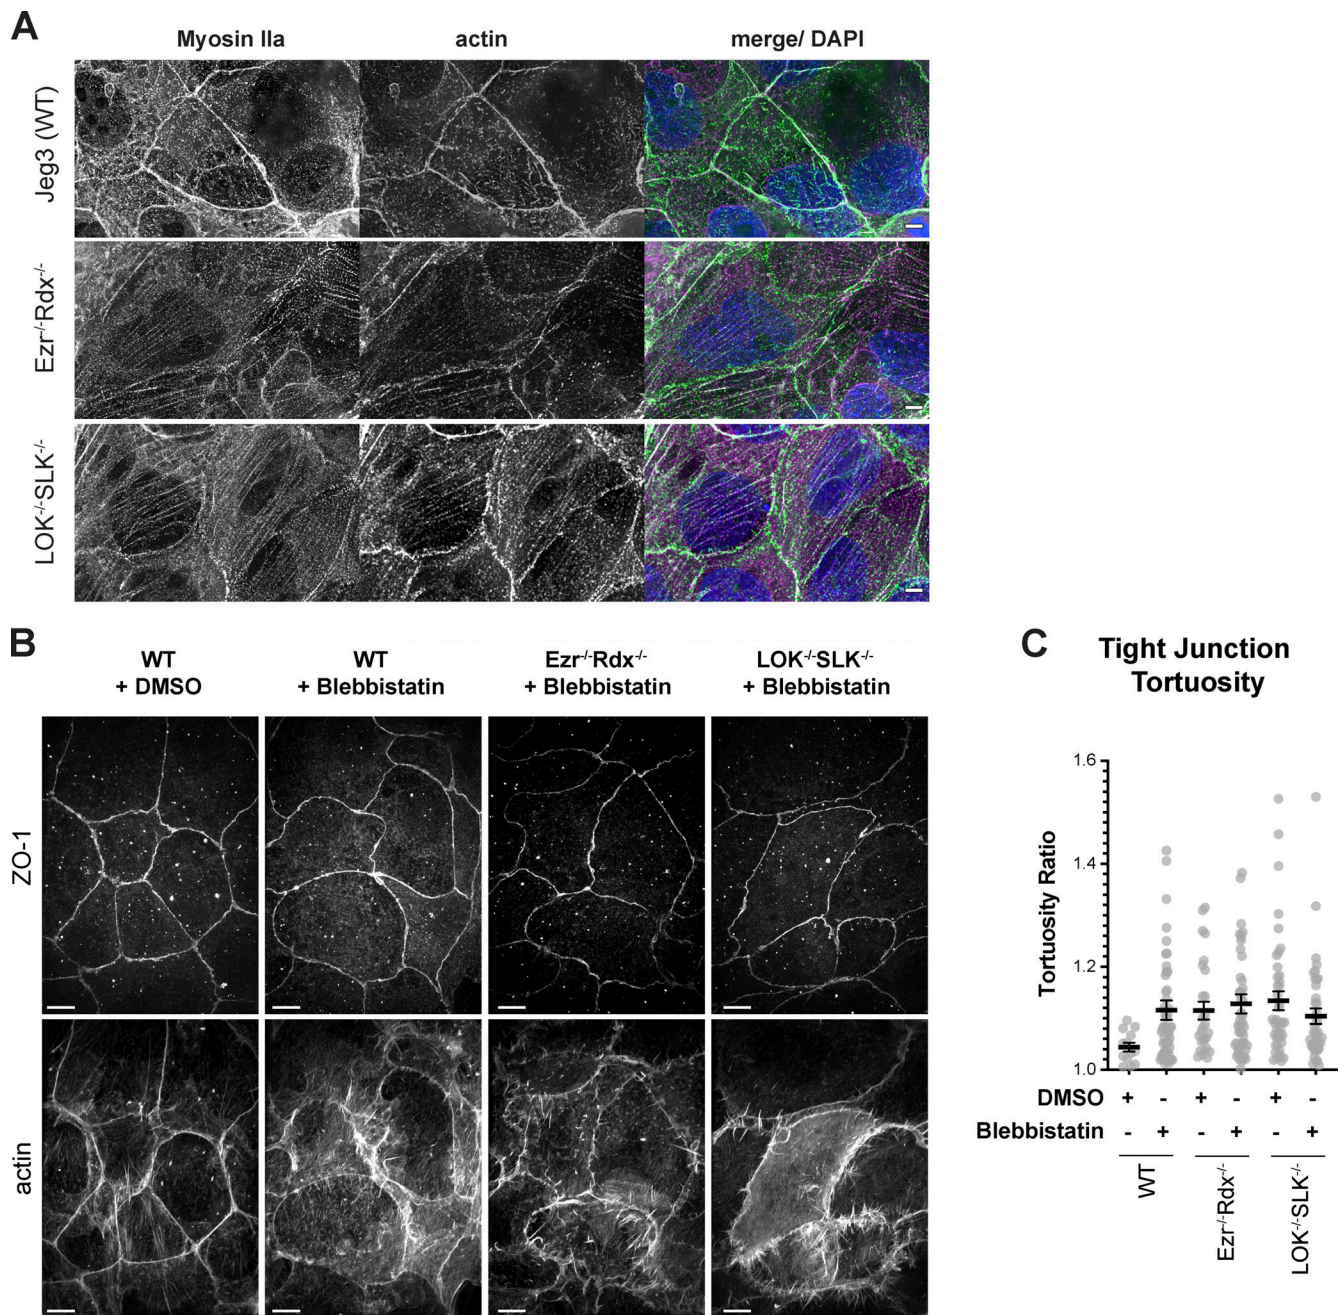 A
Myosin IIa actin merge/ DAPI
Jeg3 (WT)
Ezr-/-Rdx-/-
LOK-/-SLK-/-
B
WT
+ DMSO
WT
+ Blebbistatin
Ezr-/-Rdx-/-
+ Blebbistatin
LOK-/-SLK-/-
+ Blebbistatin
ZO-1
actin
C
Tight Junction
Tortuosity
Tortuosity Ratio
1.6
1.4
1.2
1.0
DMSO + - + - + -
Blebbistatin - + - + - +
WT
Ezr-/-Rdx-/-
LOK-/-SLK-/-